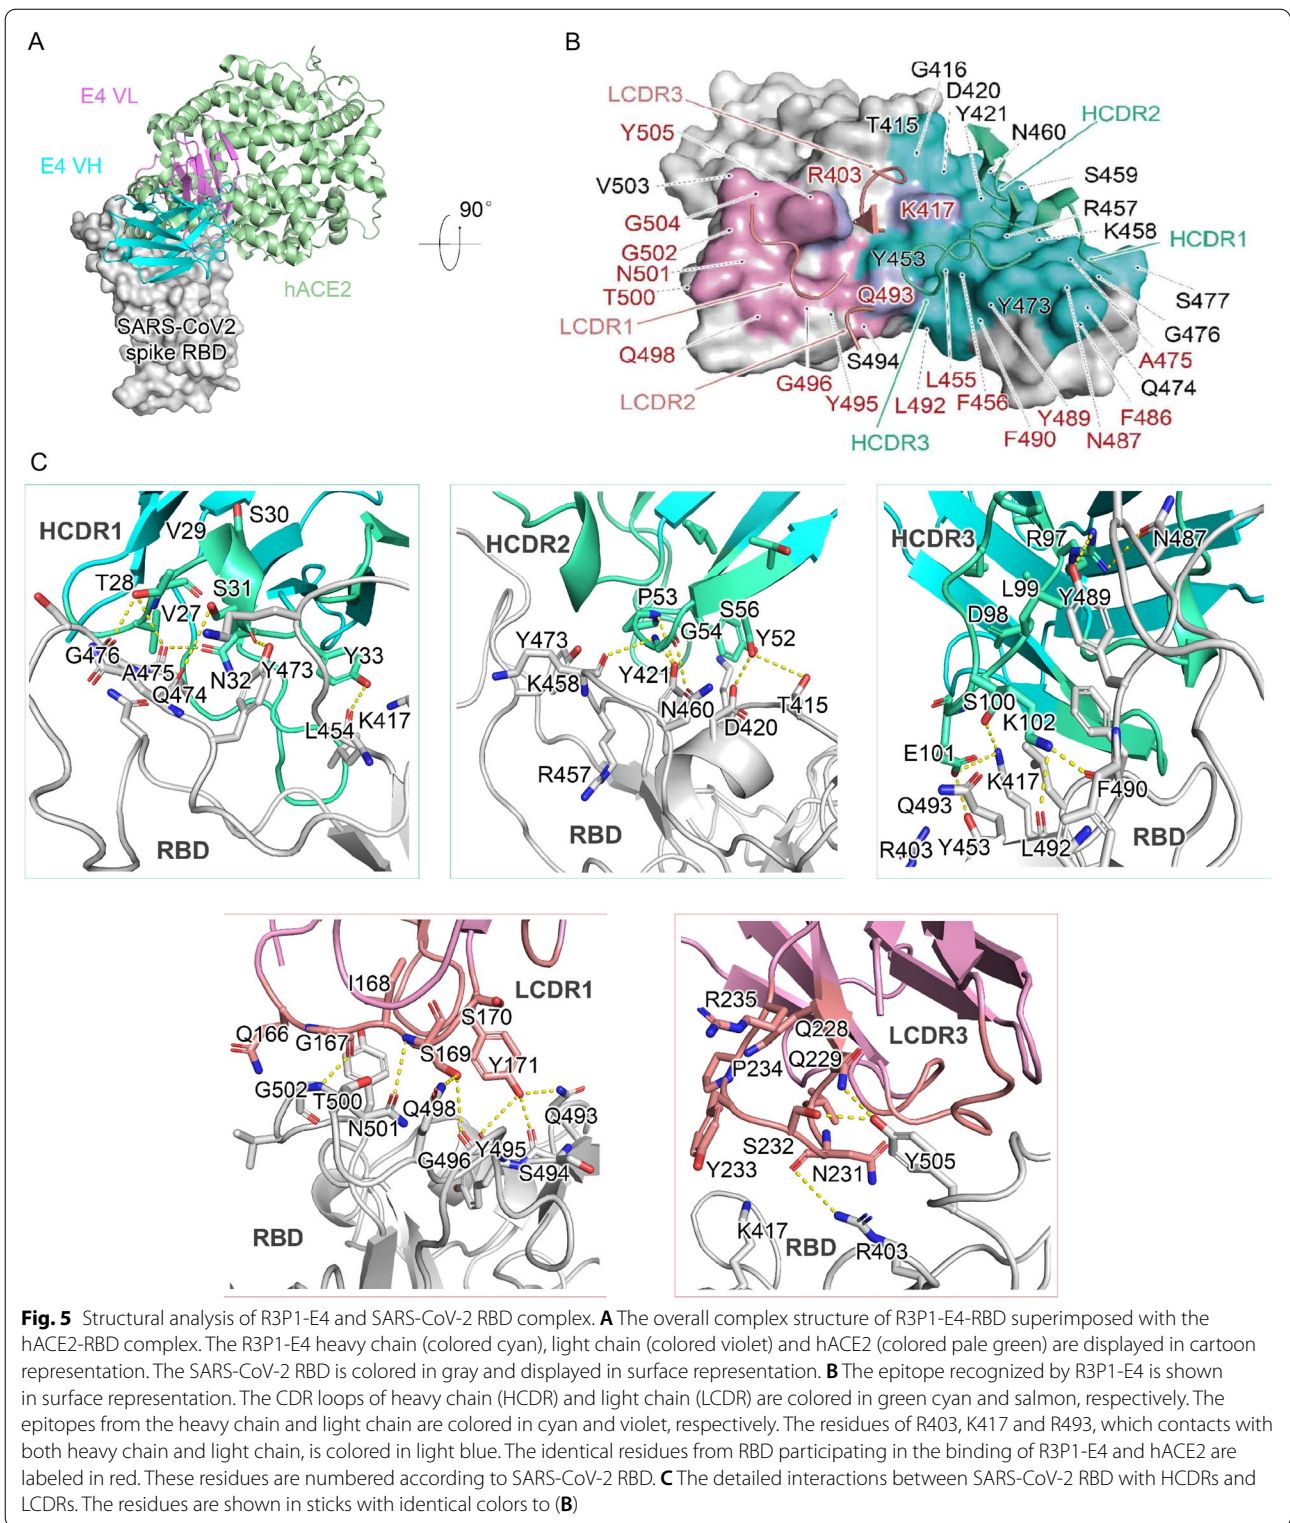 A
E4 VL
E4 VH
hACE2
90°
SARS-CoV2
spike RBD
B
G416
D420
Y421
N460
HCDR2
LCDR3
Y505
T415
R403
V503
S459
G504
K417
R457
K458
G502
HCDR1
N501
Y453
T500
Q493
Y473
S477
LCDR1
G476
Q498
S494
A475
G496
L455
Q474
LCDR2
Y495
L492
F456
Y489
F486
HCDR3
F490
N487
C
HCDR1
V29
S30
T28
S31
V27
G476
A475
Q474
N32
Y473
Y33
L454
K417
RBD
HCDR2
P53
S56
G54
Y52
Y473
K458
Y421
N460
D420
T415
R457
RBD
HCDR3
R97
N487
L99
Y489
D98
S100
K102
E101
K417
F490
Q493
R403
Y453
L492
RBD
I168
LCDR1
Q166
G167
S170
S169
Y171
G502
T500
Q498
Q493
N501
Y495
G496
S494
RBD
R235
Q228
LCDR3
P234
Q229
S232
Y233
N231
Y505
K417
RBD
R403
Fig. 5 Structural analysis of R3P1-E4 and SARS-CoV-2 RBD complex. A The overall complex structure of R3P1-E4-RBD superimposed with the
hACE2-RBD complex. The R3P1-E4 heavy chain (colored cyan), light chain (colored violet) and hACE2 (colored pale green) are displayed in cartoon
representation. The SARS-CoV-2 RBD is colored in gray and displayed in surface representation. B The epitope recognized by R3P1-E4 is shown
in surface representation. The CDR loops of heavy chain (HCDR) and light chain (LCDR) are colored in green cyan and salmon, respectively. The
epitopes from the heavy chain and light chain are colored in cyan and violet, respectively. The residues of R403, K417 and R493, which contacts with
both heavy chain and light chain, is colored in light blue. The identical residues from RBD participating in the binding of R3P1-E4 and hACE2 are
labeled in red. These residues are numbered according to SARS-CoV-2 RBD. C The detailed interactions between SARS-CoV-2 RBD with HCDRs and
LCDRs. The residues are shown in sticks with identical colors to (B)